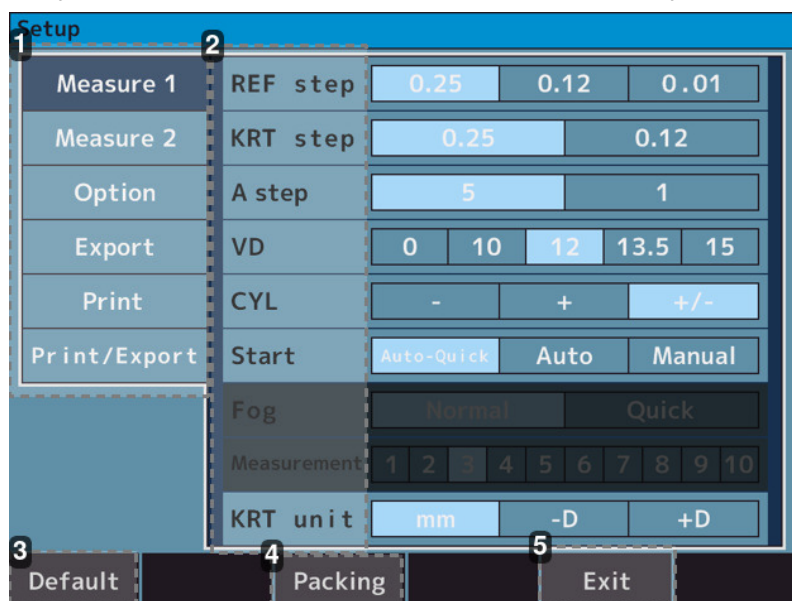 Setup
1
2
Measure 1
Measure 2
Option
Export
Print
Print/Export
REF step 0.25 0.12 0.01
KRT step 0.25 0.12
A step 5 1
VD 0 10 12 13.5 15
CYL - + +/-
Start Auto-Quick Auto Manual
Fog Normal Quick
Measurement 1 2 3 4 5 6 7 8 9 10
KRT unit mm -D +D
3
4
5
Default
Packing
Exit